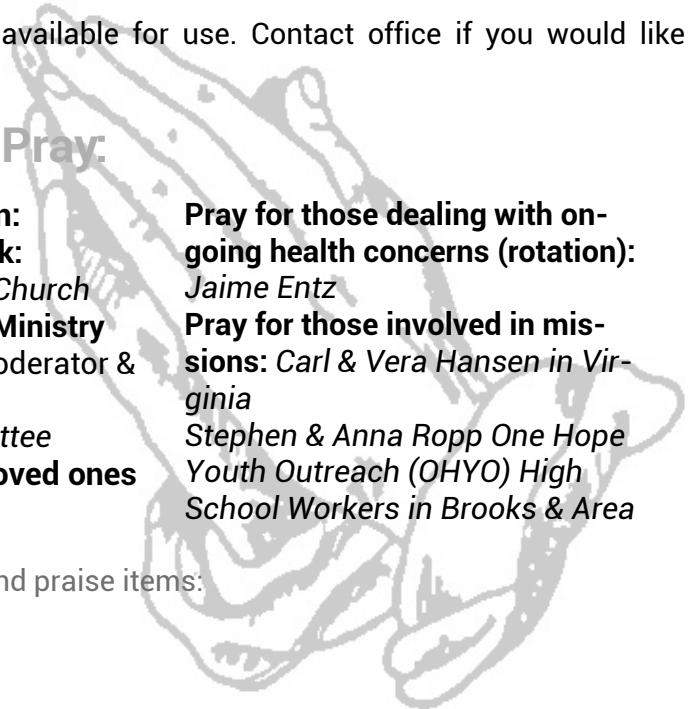 available for use. Contact office if you would like
Pray:
n:
k:
Church
Ministry
oderator &
ttee
oved ones
Pray for those dealing with on-
going health concerns (rotation):
Jaime Entz
Pray for those involved in mis-
sions: Carl & Vera Hansen in Vir-
ginia
Stephen & Anna Ropp One Hope
Youth Outreach (OHYO) High
School Workers in Brooks & Area
nd praise items: